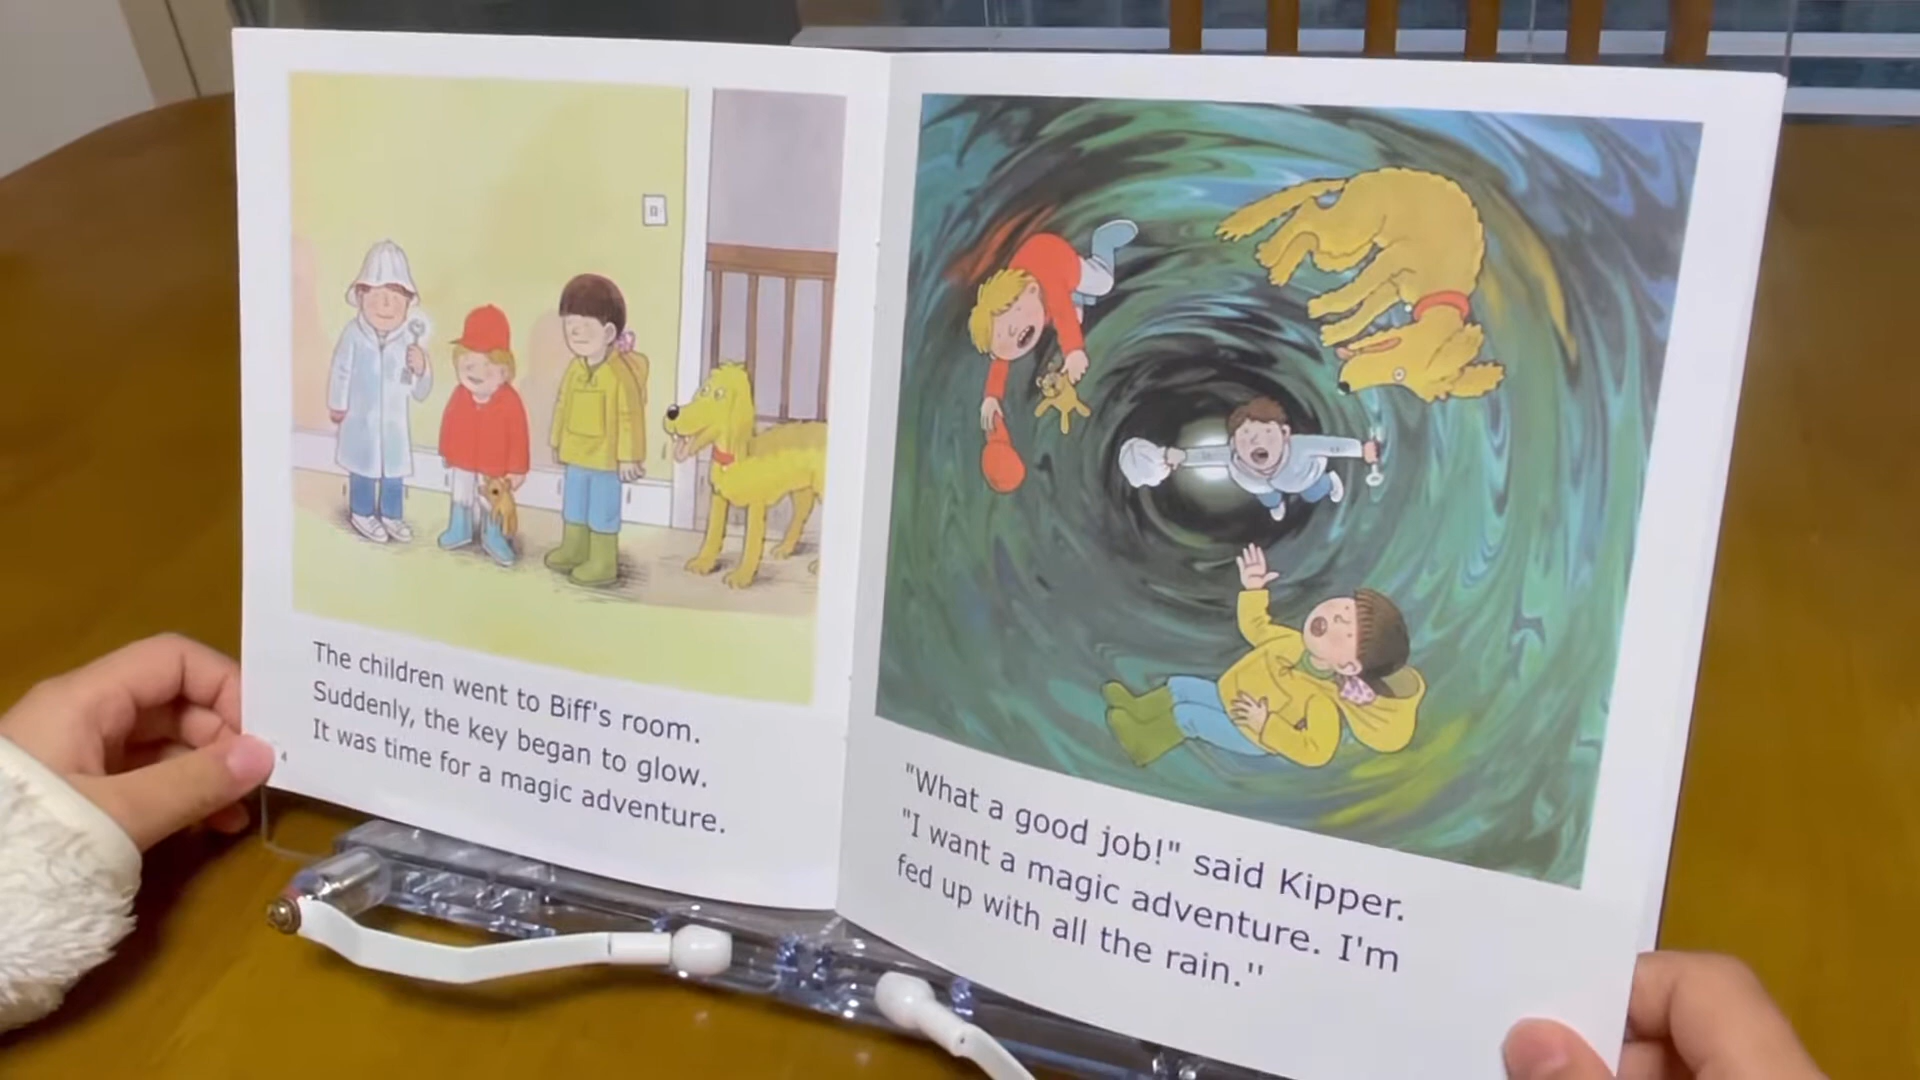 The children went to Biff's room.
Suddenly, the key began to glow.
It was time for a magic adventure.
4
"What a good job!" said Kipper.
"I want a magic adventure. I'm
fed up with all the rain."